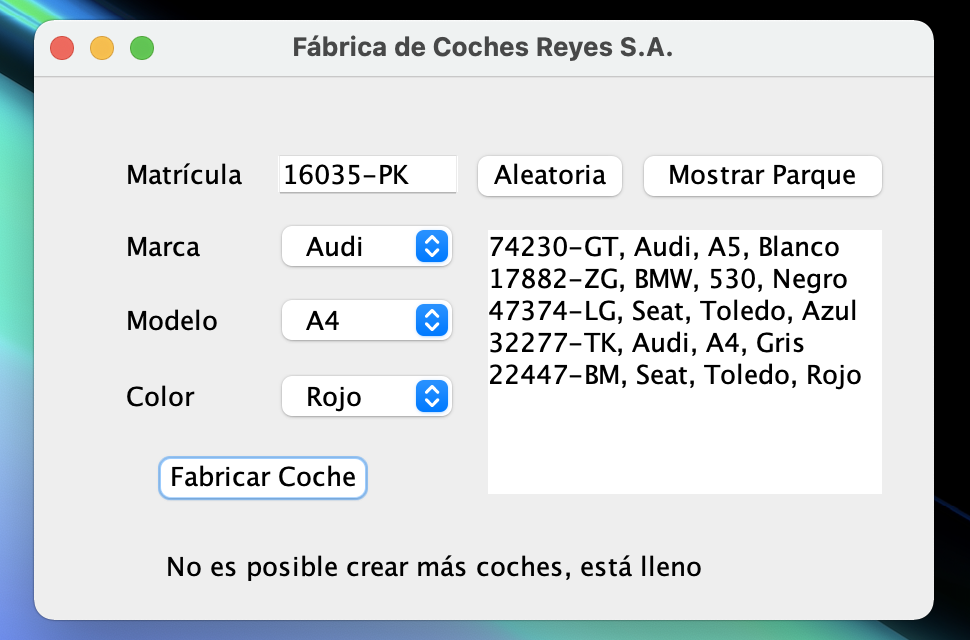 Fábrica de Coches Reyes S.A.
Matrícula 16035-PK Aleatoria Mostrar Parque
Marca Audi
Modelo A4
Color Rojo
Fabricar Coche
74230-GT, Audi, A5, Blanco
17882-ZG, BMW, 530, Negro
47374-LG, Seat, Toledo, Azul
32277-TK, Audi, A4, Gris
22447-BM, Seat, Toledo, Rojo
No es posible crear más coches, está lleno